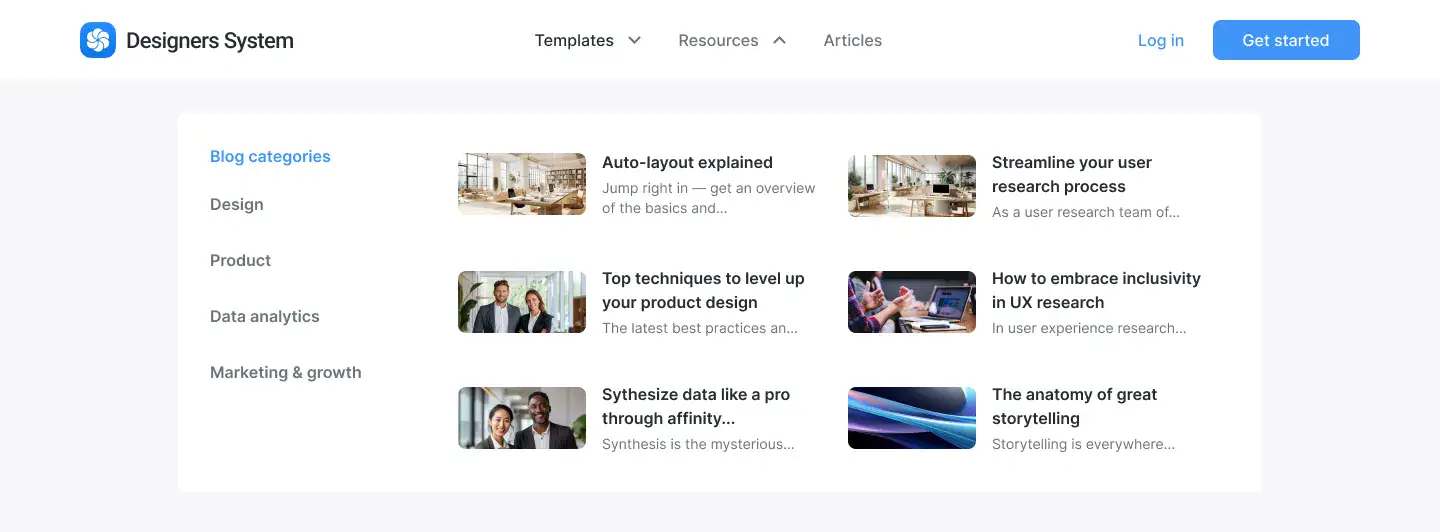 Designers System
Templates
Resources
Articles
Log in
Get started
Blog categories
Design
Product
Data analytics
Marketing & growth
Auto-layout explained
Jump right in — get an overview
of the basics and...
Streamline your user
research process
As a user research team of...
Top techniques to level up
your product design
The latest best practices an...
How to embrace inclusivity
in UX research
In user experience research...
Sythesize data like a pro
through affinity...
Synthesis is the mysterious...
The anatomy of great
storytelling
Storytelling is everywhere...